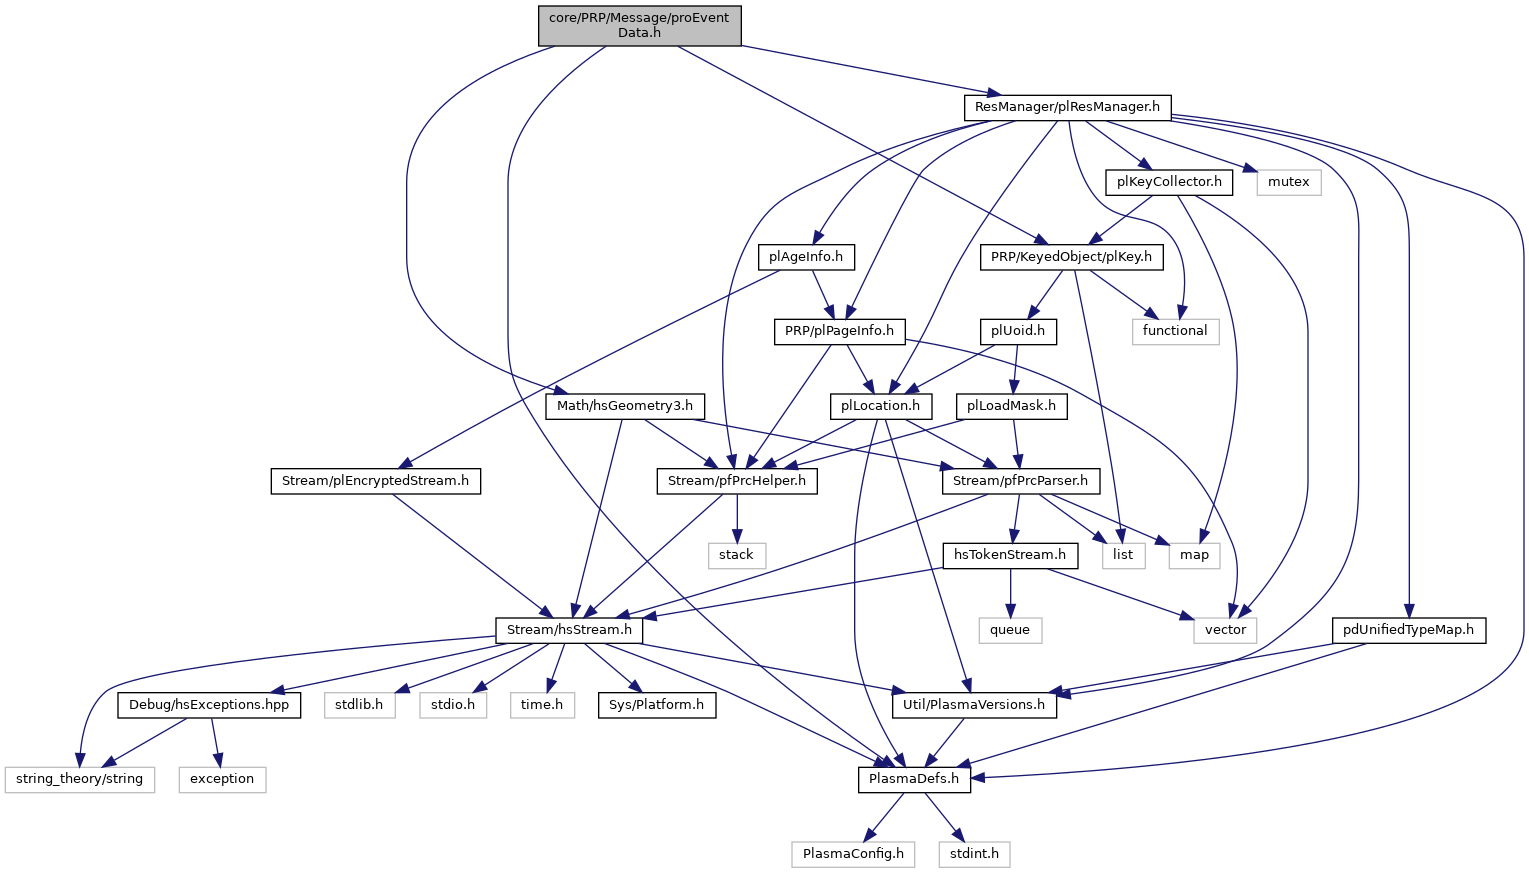 core/PRP/Message/proEvent
Data.h
ResManager/plResManager.h
plKeyCollector.h
mutex
plAgeInfo.h
PRP/KeyedObject/plKey.h
PRP/plPageInfo.h
plUoid.h
functional
Math/hsGeometry3.h
plLocation.h
plLoadMask.h
Stream/plEncryptedStream.h
Stream/pfPrcHelper.h
Stream/pfPrcParser.h
stack
hsTokenStream.h
list
map
Stream/hsStream.h
queue
vector
pdUnifiedTypeMap.h
Debug/hsExceptions.hpp
stdlib.h
stdio.h
time.h
Sys/Platform.h
Util/PlasmaVersions.h
string_theory/string
exception
PlasmaDefs.h
PlasmaConfig.h
stdint.h